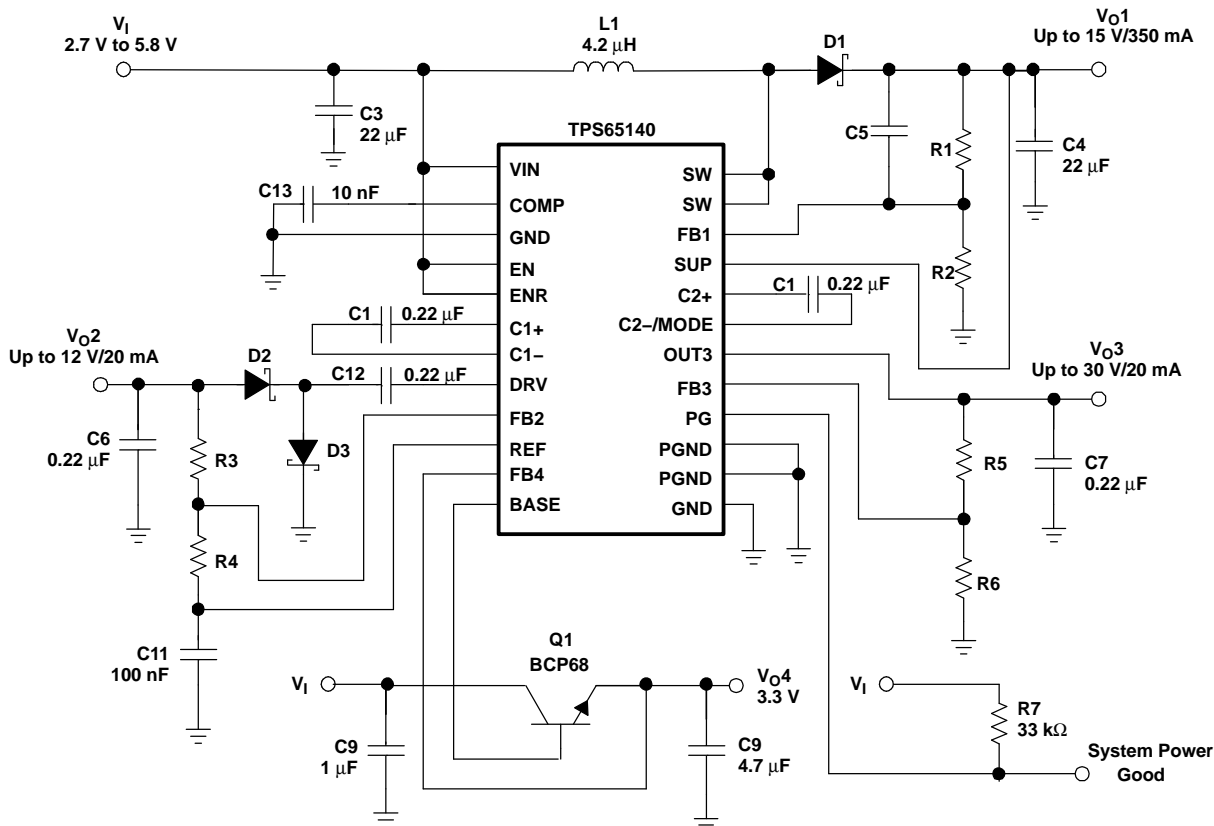 VI
2.7 V to 5.8 V
L1
4.2 μH
D1
VO1
Up to 15 V/350 mA
C3
22 μF
TPS65140
C5
R1
C4
22 μF
C13
10 nF
R2
VIN
COMP
GND
EN
ENR
C1+
C1–
DRV
FB2
REF
FB4
BASE
SW
SW
FB1
SUP
C2+
C2–/MODE
OUT3
FB3
PG
PGND
PGND
GND
C1
0.22 μF
C1
0.22 μF
VO2
Up to 12 V/20 mA
D2
C12
0.22 μF
VO3
Up to 30 V/20 mA
C6
0.22 μF
R3
D3
R5
C7
0.22 μF
R4
R6
C11
100 nF
Q1
BCP68
VI
VO4
3.3 V
VI
C9
1 μF
C9
4.7 μF
R7
33 kΩ
System Power
Good